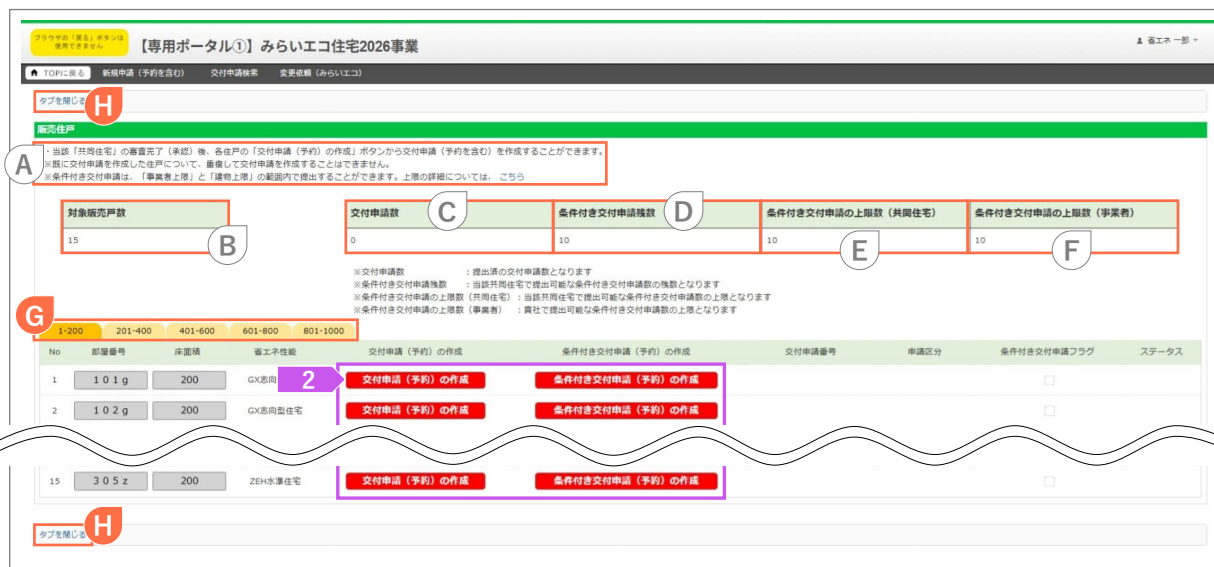 ブラウザの「戻る」ボタンは
使用できません
【専用ポータル①】みらいエコ住宅2026事業
省エネ 一郎
TOPに戻る 新規申請（予約を含む） 交付申請検索 変更依頼（みらいエコ）
タブを閉じる
H
販売住戸
A
・当該「共同住宅」の審査完了（承認）後、各住戸の「交付申請（予約）の作成」ボタンから交付申請（予約を含む）を作成することができます。
※既に交付申請を作成した住戸について、重複して交付申請を作成することはできません。
※条件付き交付申請は、「事業者上限」と「建物上限」の範囲内で提出することができます。上限の詳細については、 こちら
対象販売戸数 交付申請数 C 条件付き交付申請残数 D 条件付き交付申請の上限数（共同住宅） 条件付き交付申請の上限数（事業者）
15 B 0 10 10 E 10 F
※交付申請数 ：提出済の交付申請数となります
※条件付き交付申請残数 ：当該共同住宅で提出可能な条件付き交付申請数の残数となります
※条件付き交付申請の上限数（共同住宅）：当該共同住宅で提出可能な条件付き交付申請数の上限となります
※条件付き交付申請の上限数（事業者） ：貴社で提出可能な条件付き交付申請数の上限となります
G
1-200 201-400 401-600 601-800 801-1000
No 部屋番号 床面積 省エネ性能 交付申請（予約）の作成 条件付き交付申請（予約）の作成 交付申請番号 申請区分 条件付き交付申請フラグ ステータス
1 101g 200 GX志向 2 交付申請（予約）の作成 条件付き交付申請（予約）の作成
2 102g 200 GX志向型住宅 交付申請（予約）の作成 条件付き交付申請（予約）の作成
15 305z 200 ZEH水準住宅 交付申請（予約）の作成 条件付き交付申請（予約）の作成
タブを閉じる
H